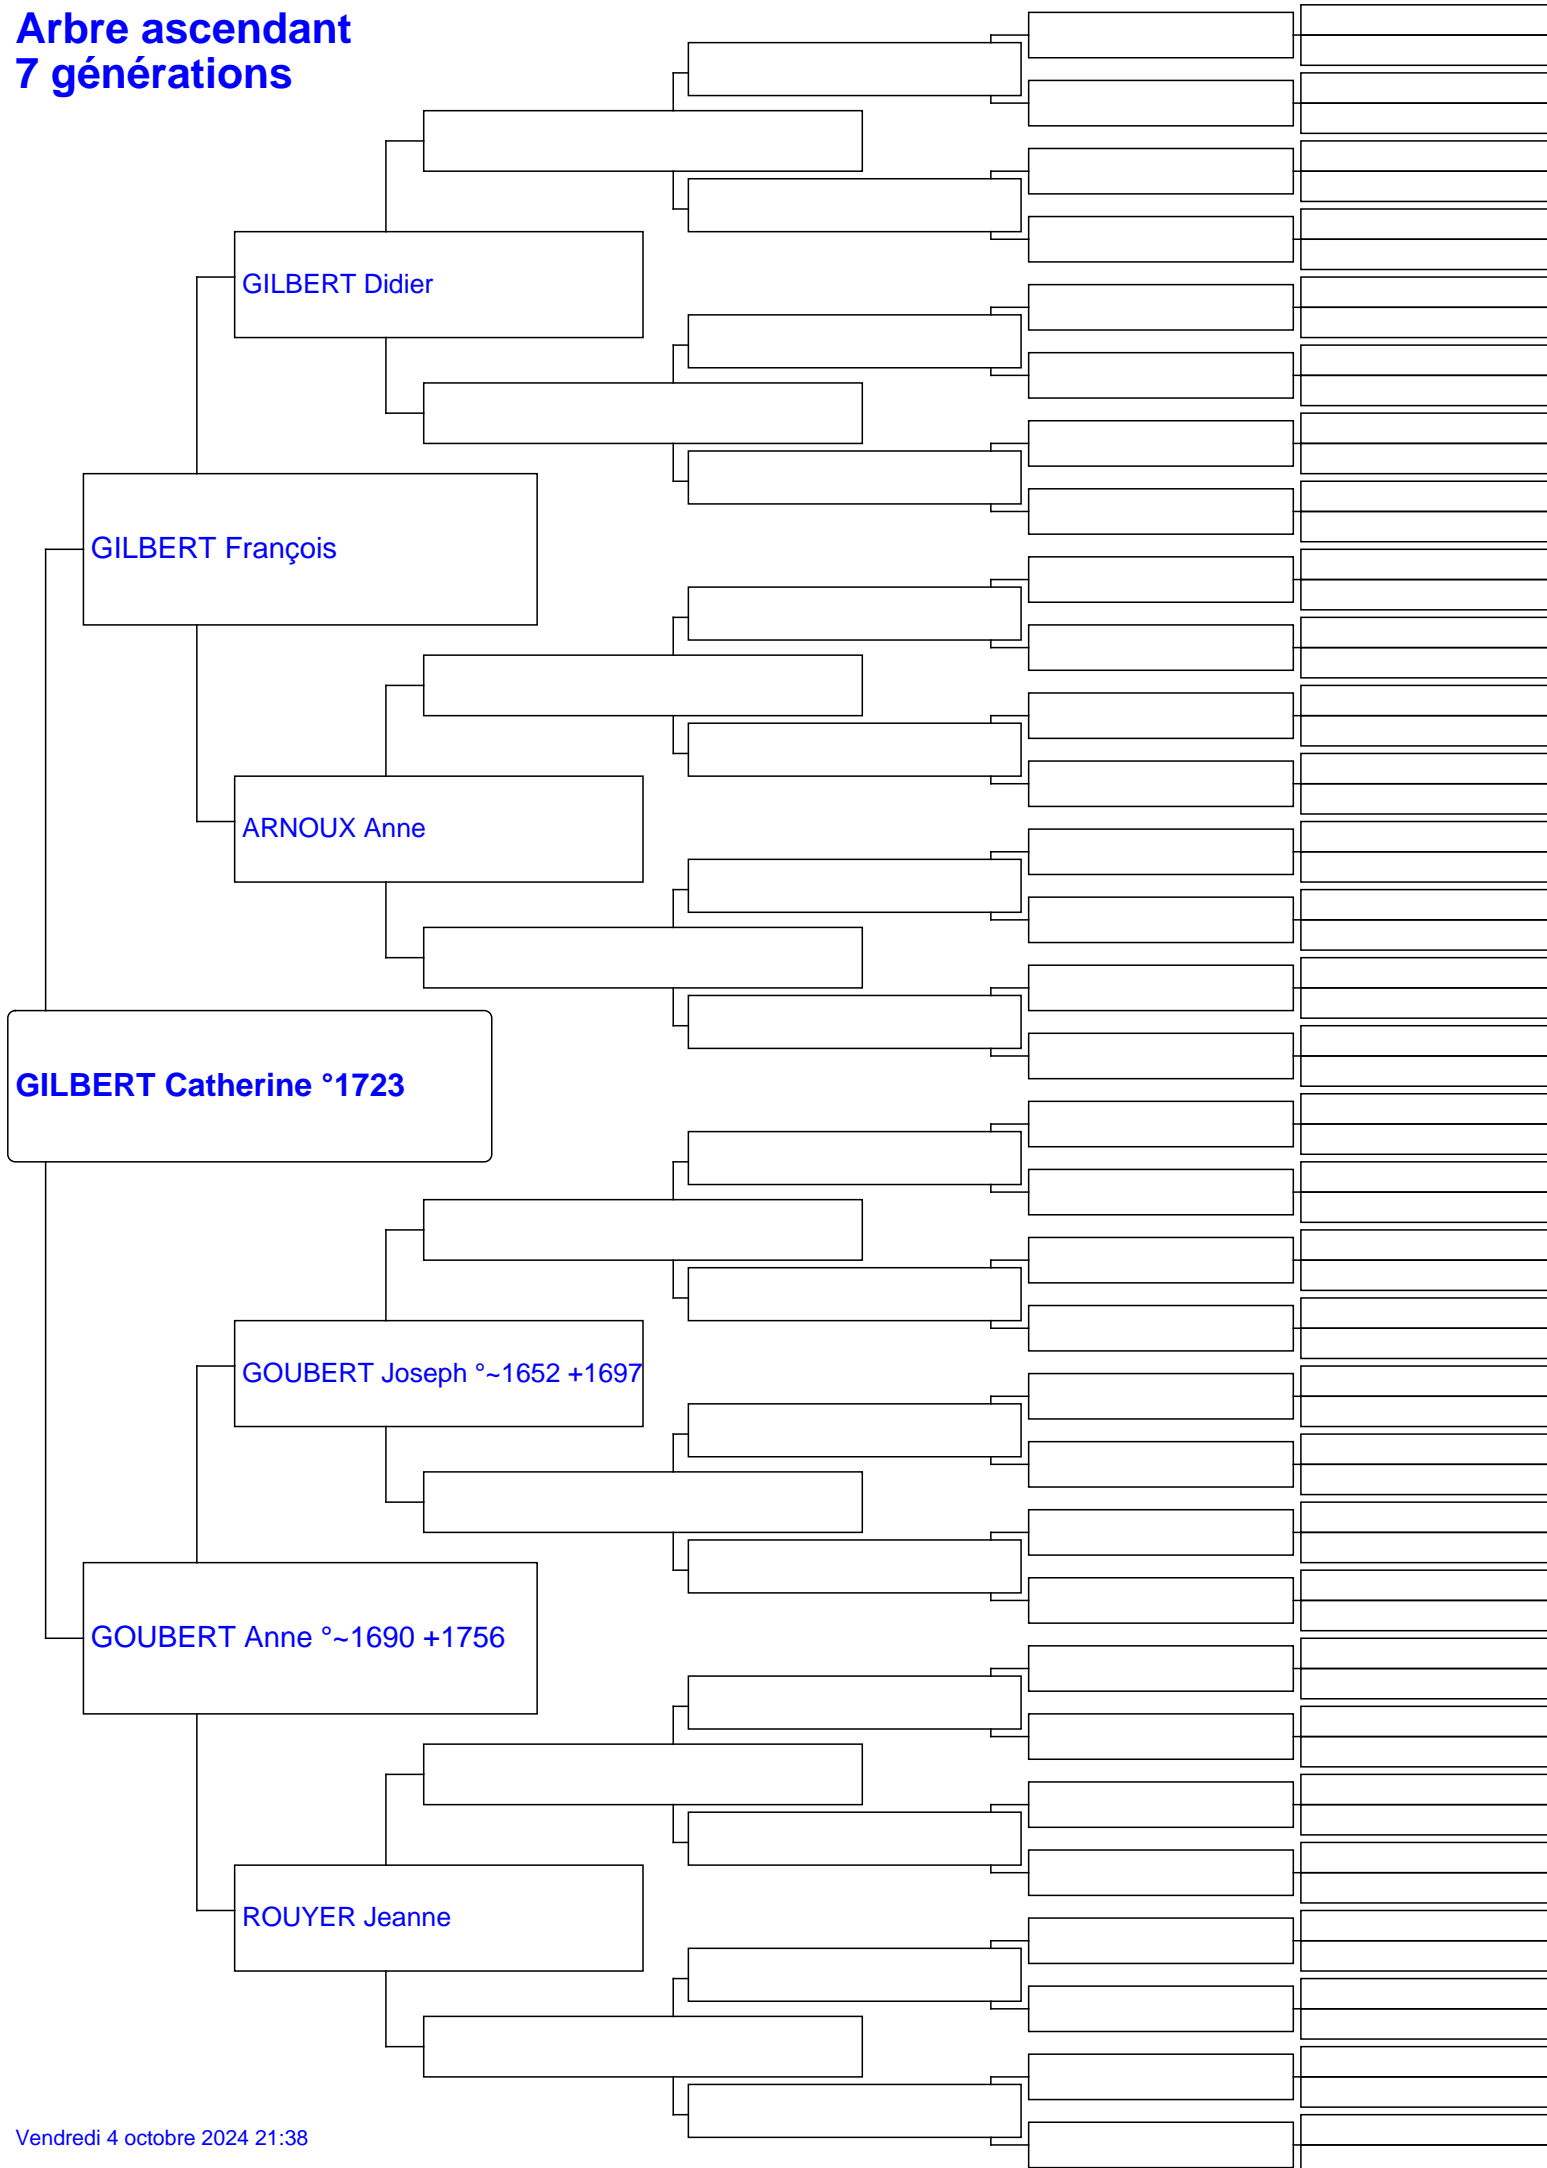 Arbre ascendant
7 générations
GILBERT Didier
GILBERT François
ARNOUX Anne
GILBERT Catherine °1723
GOUBERT Joseph °~1652 +1697
GOUBERT Anne °~1690 +1756
ROUYER Jeanne
Vendredi 4 octobre 2024 21:38